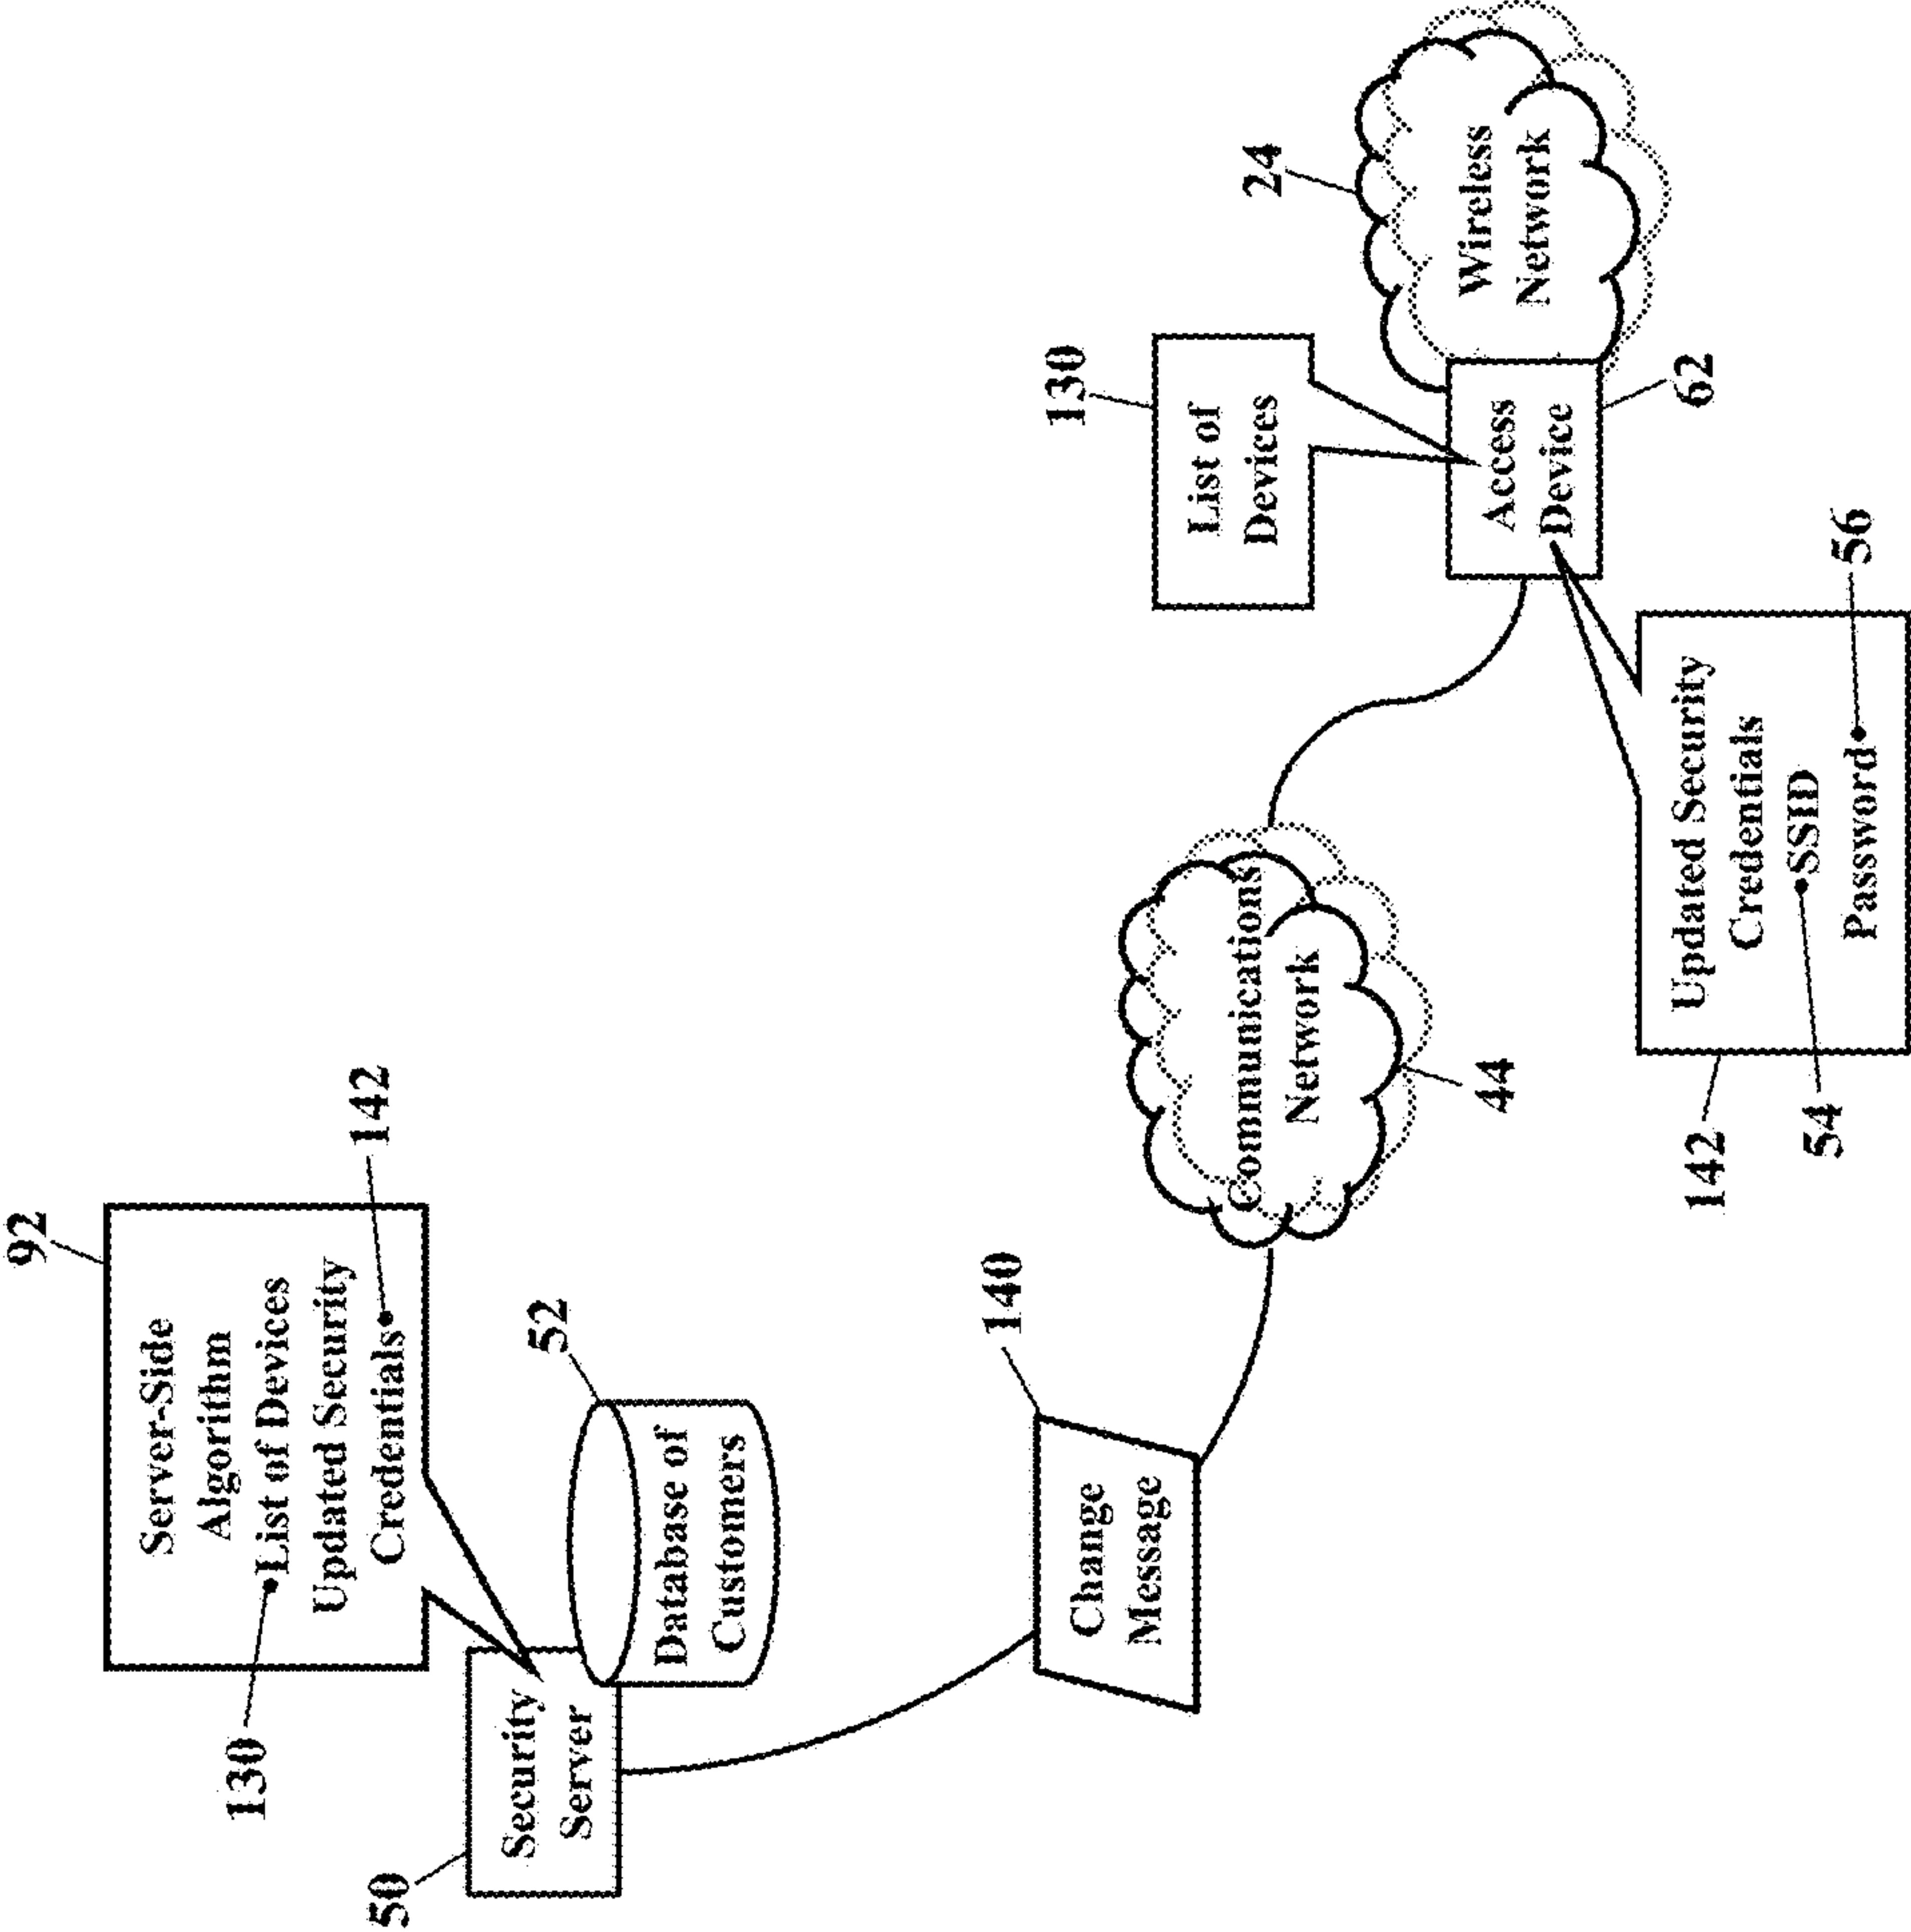 92
Server-Side
Algorithm
List of Devices
Updated Security
Credentials
130
142
50
Security
Server
52
Database of
Customers
140
Change
Message
Communications
Network
44
130
List of
Devices
24
Wireless
Network
Access
Device
62
Updated Security
Credentials
SSID
Password
142
54
56